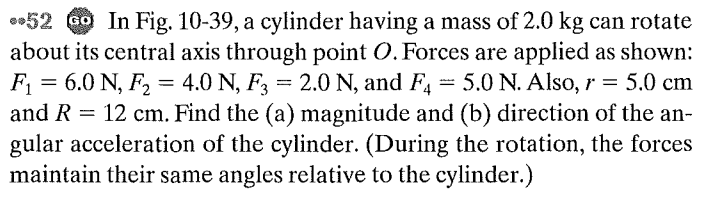 ••52 GO In Fig. 10-39, a cylinder having a mass of 2.0 kg can rotate
about its central axis through point O. Forces are applied as shown:
F₁ = 6.0 N, F₂ = 4.0 N, F₃ = 2.0 N, and F₄ = 5.0 N. Also, r = 5.0 cm
and R = 12 cm. Find the (a) magnitude and (b) direction of the an-
gular acceleration of the cylinder. (During the rotation, the forces
maintain their same angles relative to the cylinder.)